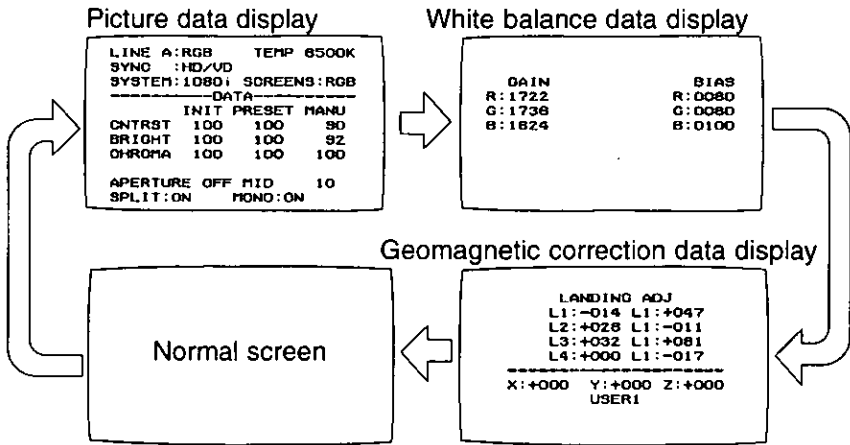 Picture data display
LINE A:RGB TEMP 6500K
SYNC :HD/VD
SYSTEM:1080i SCREENS:RGB
DATA
INIT PRESET MANU
CNTRST 100 100 90
BRIGHT 100 100 92
CHROMA 100 100 100
APERTURE OFF MID 10
SPLIT:ON MONO:ON
White balance data display
GAIN BIAS
R:1722 R:0080
G:1736 G:0080
B:1624 B:0100
Geomagnetic correction data display
LANDING ADJ
L1:-014 L1:+047
L2:+028 L1:-011
L3:+032 L1:+081
L4:+000 L1:-017
X:+000 Y:+000 Z:+000
USER1
Normal screen